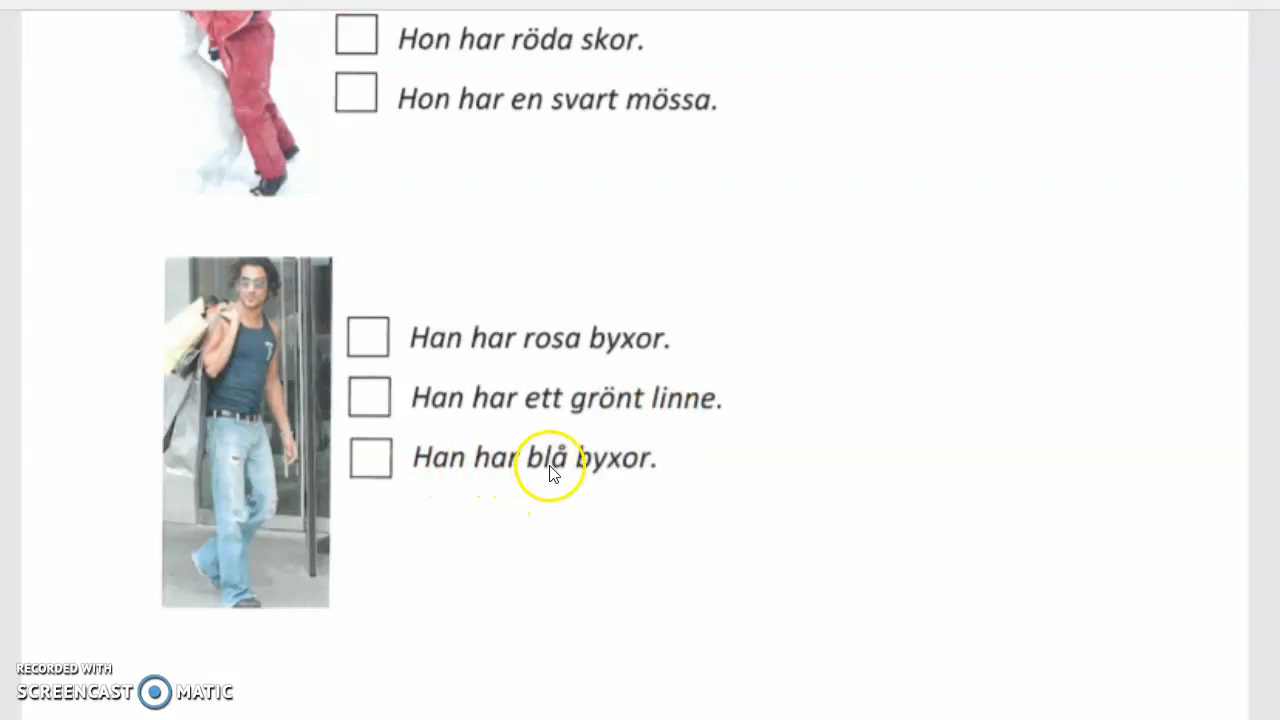 Hon har röda skor.
Hon har en svart mössa.
Han har rosa byxor.
Han har ett grönt linne.
Han har blå byxor.
RECORDED WITH
SCREENCAST MATIC